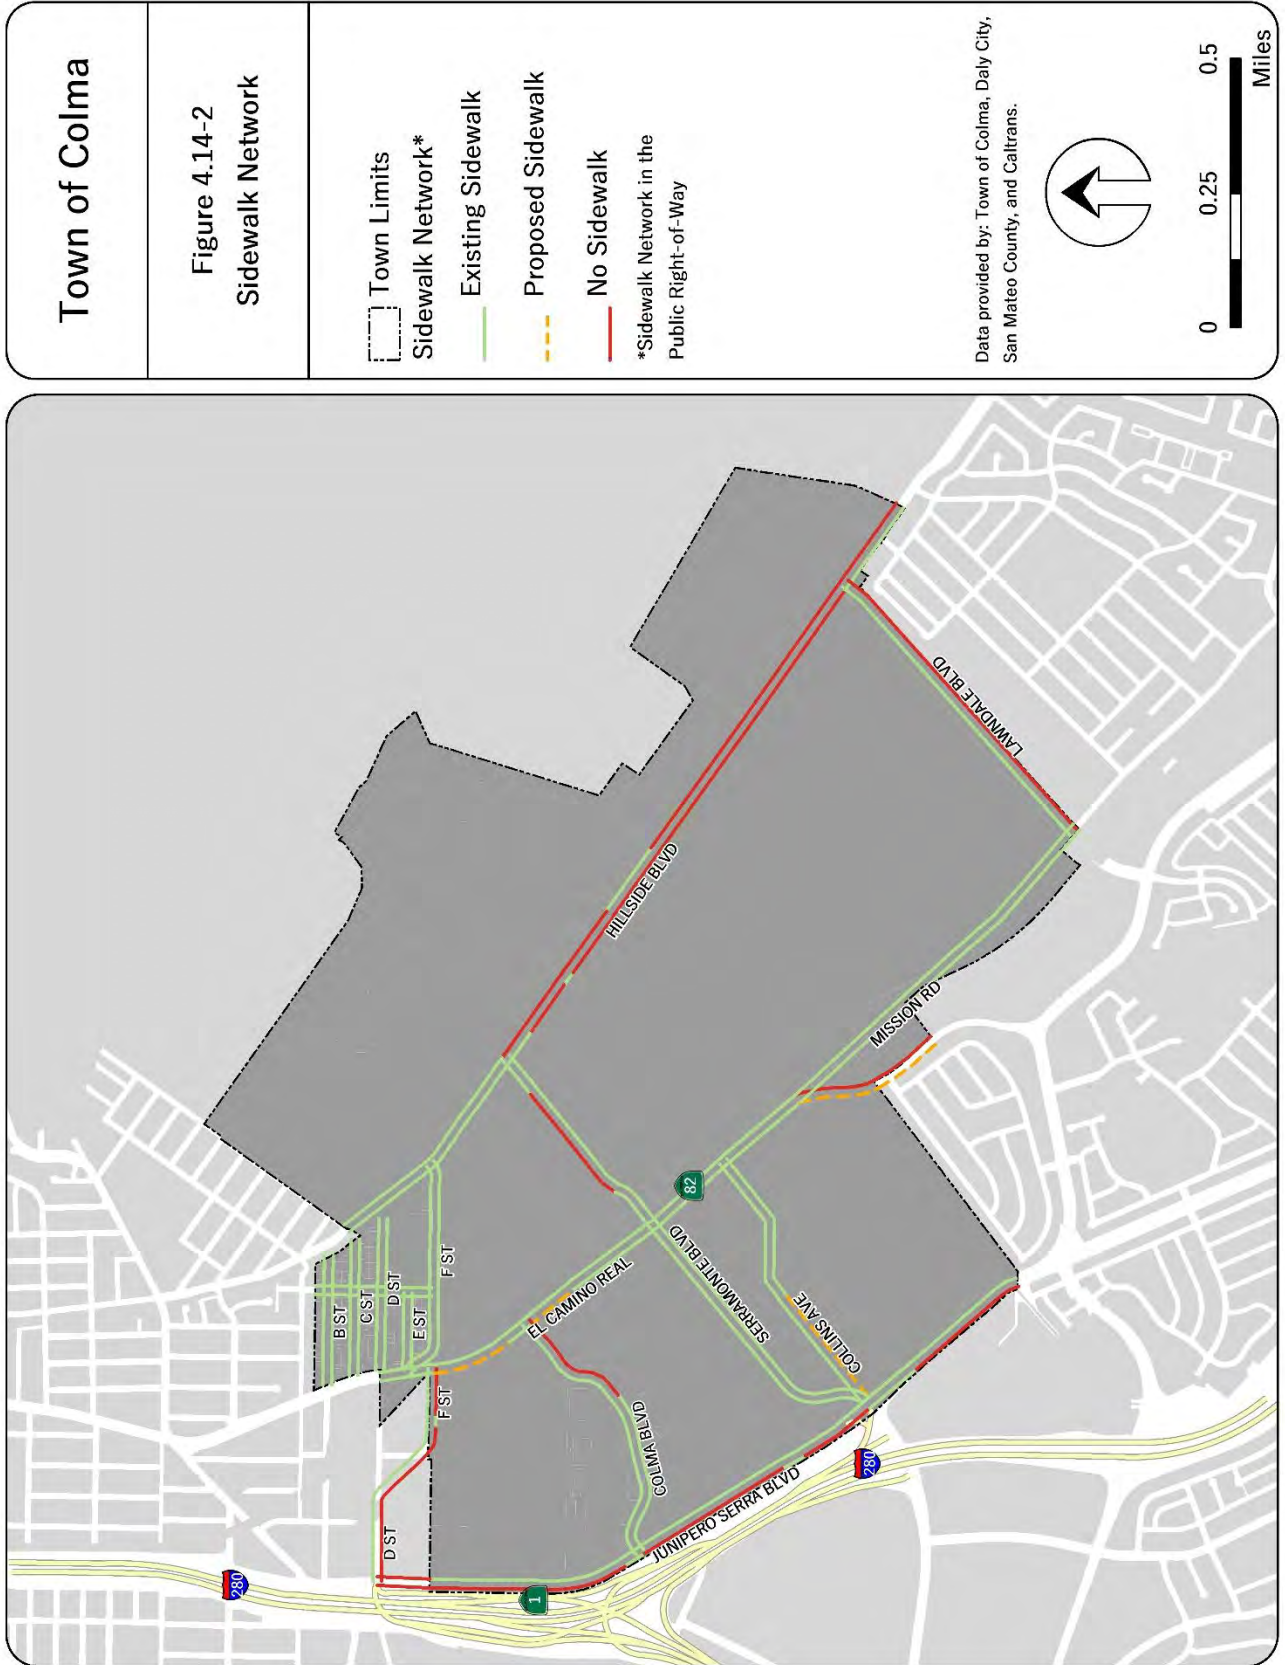 Town of Colma
Figure 4.14-2
Sidewalk Network
Town Limits
Sidewalk Network*
Existing Sidewalk
Proposed Sidewalk
No Sidewalk
*Sidewalk Network in the
Public Right-of-Way
Data provided by: Town of Colma, Daly City,
San Mateo County, and Caltrans.
0
0.25
0.5
Miles
B ST
C ST
D ST
E ST
F ST
F ST
D ST
HILLSIDE BLVD
LAWNDALE BLVD
MISSION RD
EL CAMINO REAL
SERRAMONTE BLVD
COLLINS AVE
COLMA BLVD
JUNIPERO SERRA BLVD
82
280
280
1